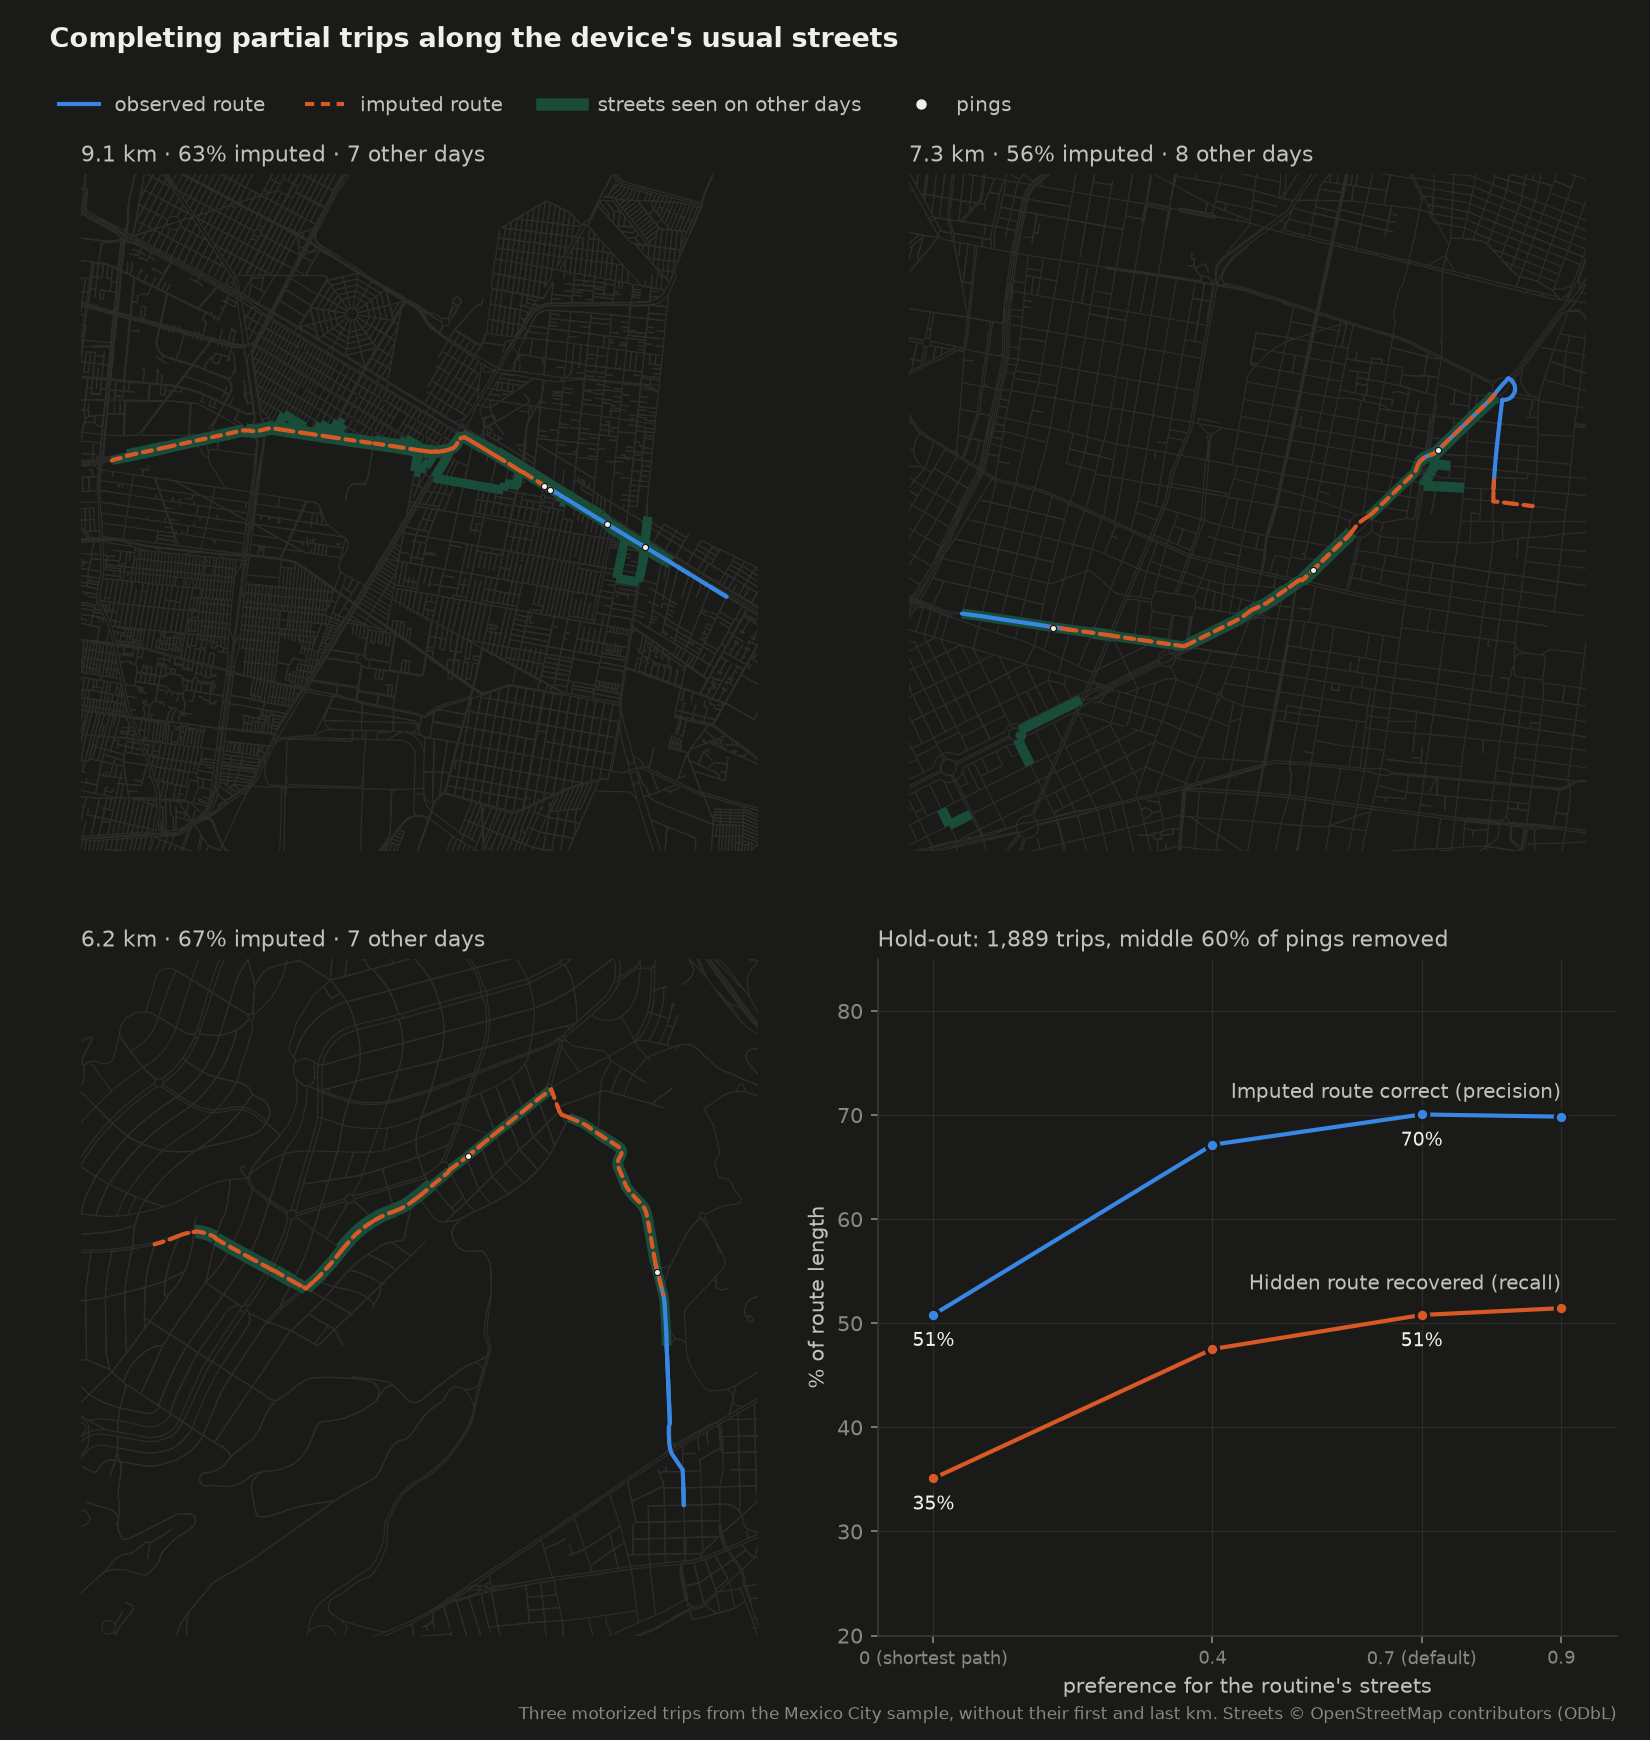 Completing partial trips along the device's usual streets
observed route
imputed route
streets seen on other days
pings
9.1 km · 63% imputed · 7 other days
7.3 km · 56% imputed · 8 other days
6.2 km · 67% imputed · 7 other days
Hold-out: 1,889 trips, middle 60% of pings removed
80
70
60
50
40
30
20
% of route length
Imputed route correct (precision)
70%
51%
Hidden route recovered (recall)
51%
35%
0 (shortest path)
0.4
0.7 (default)
0.9
preference for the routine's streets
Three motorized trips from the Mexico City sample, without their first and last km. Streets © OpenStreetMap contributors (ODbL)